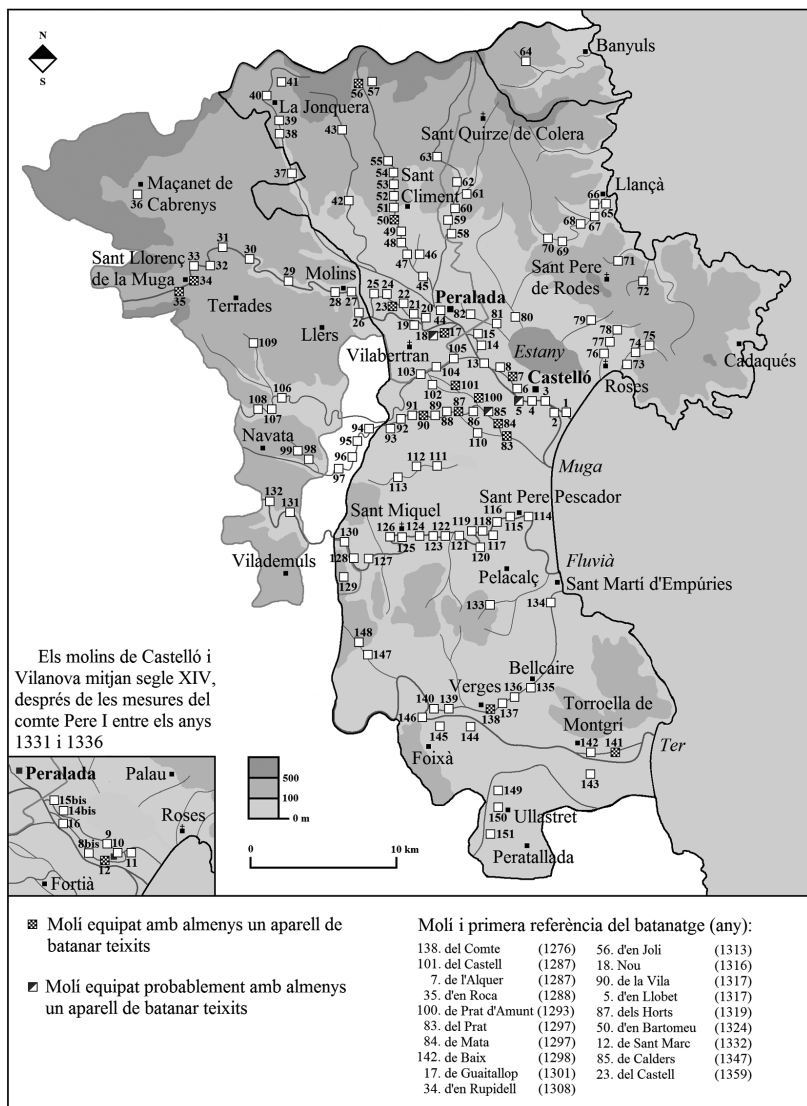 N
S
64
Banyuls
41
56
57
40
La Jonquera
39
38
43
Sant Quirze de Colera
37
55
63
54
Sant
53
Climent
62
61
52
51
60
50
59
58
42
49
48
47
46
45
Maçanet de
Cabrenys
36
Llançà
66
65
68
67
70
69
71
Sant Pere
de Rodes
72
31
33
32
30
Sant Llorenç
de la Muga
34
35
29
Molins
28
27
26
Terrades
Llers
25
24
23
22
21
20
19
44
Peralada
82
18
17
81
80
15
14
Vilabertran
105
13
Estany
79
78
77
76
75
74
73
Roses
Cadaqués
109
103
104
102
101
8
7
6
Castelló
3
5
4
2
1
100
106
108
107
94
93
92
91
90
89
88
87
86
85
84
83
110
Navata
99
98
95
96
97
112
111
113
Muga
132
131
Sant Miquel
Sant Pere Pescador
116
115
114
130
126
125
124
123
122
121
119
118
117
120
128
127
129
Vilademuls
Pelacalç
Fluvià
Sant Martí d'Empúries
133
134
148
147
Bellcaire
Verges
136
135
137
138
140
139
146
145
144
Foixà
Torroella de
Montgrí
142
141
143
Ter
149
150
Ullastret
151
Peratallada
Els molins de Castelló i
Vilanova mitjan segle XIV,
després de les mesures del
comte Pere I entre els anys
1331 i 1336
Peralada
Palau
15bis
14bis
16
Roses
9
10
8bis
11
12
Fortià
500
100
0 m
0
10 km
Molí equipat amb almenys un aparell de
batanar teixits
Molí equipat probablement amb almenys
un aparell de batanar teixits
Molí i primera referència del batanatge (any):
138. del Comte (1276)
101. del Castell (1287)
7. de l'Alquer (1287)
35. d'en Roca (1288)
100. de Prat d'Amunt (1293)
83. del Prat (1297)
84. de Mata (1297)
142. de Baix (1298)
17. de Guaitallop (1301)
34. d'en Rupidell (1308)
56. d'en Joli (1313)
18. Nou (1316)
90. de la Vila (1317)
5. d'en Llobet (1317)
87. dels Horts (1319)
50. d'en Bartomeu (1324)
12. de Sant Marc (1332)
85. de Calders (1347)
23. del Castell (1359)